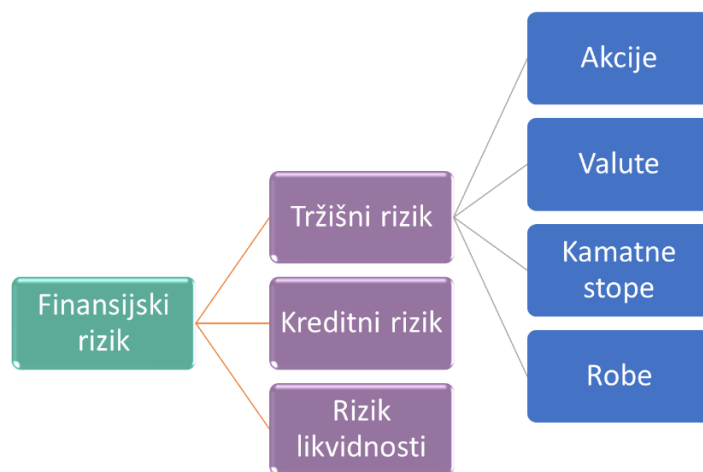 Finansijski
rizik
Tržišni rizik
Kreditni rizik
Rizik
likvidnosti
Akcije
Valute
Kamatne
stope
Robe